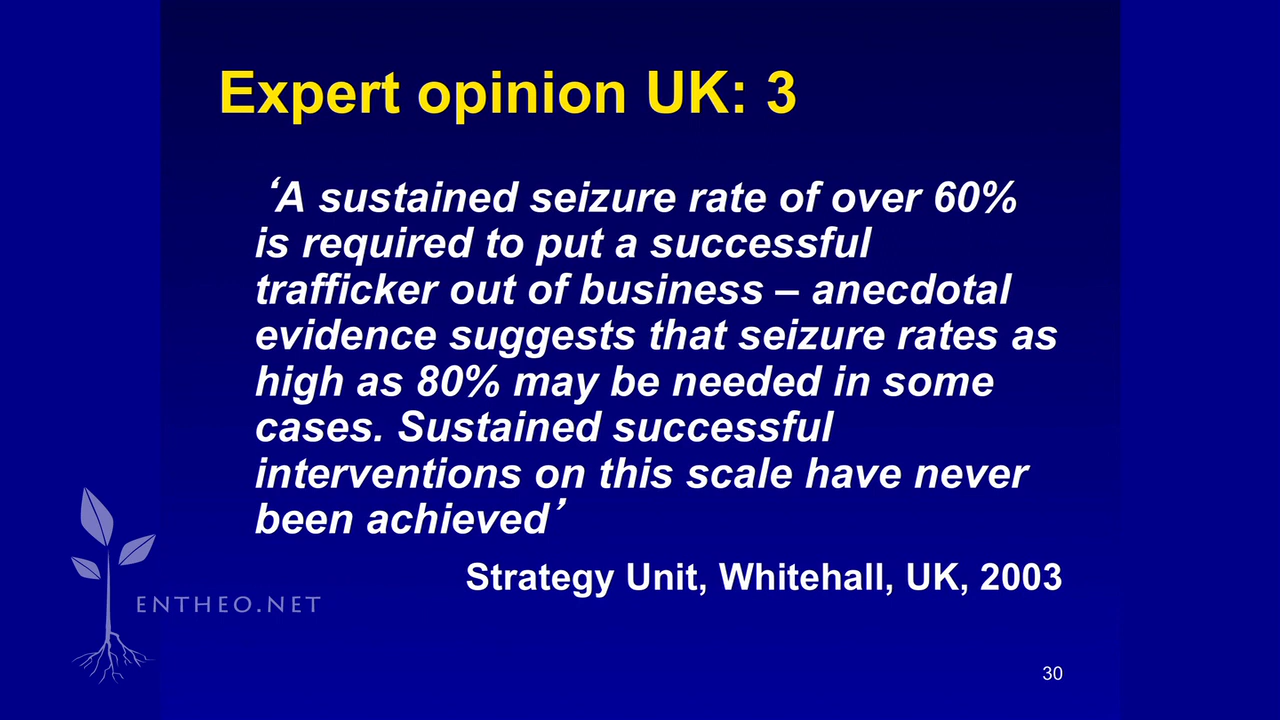 Expert opinion UK: 3
‘A sustained seizure rate of over 60%
is required to put a successful
trafficker out of business – anecdotal
evidence suggests that seizure rates as
high as 80% may be needed in some
cases. Sustained successful
interventions on this scale have never
been achieved’
Strategy Unit, Whitehall, UK, 2003
ENTHEO.NET
30